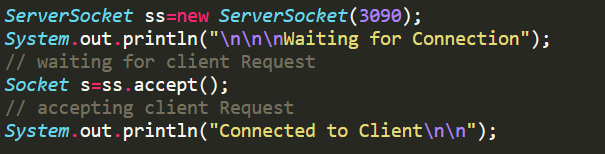 ServerSocket ss=new ServerSocket(3090);
System.out.println("\n\n\nWaiting for Connection");
// waiting for client Request
Socket s=ss.accept();
// accepting client Request
System.out.println("Connected to Client\n\n");